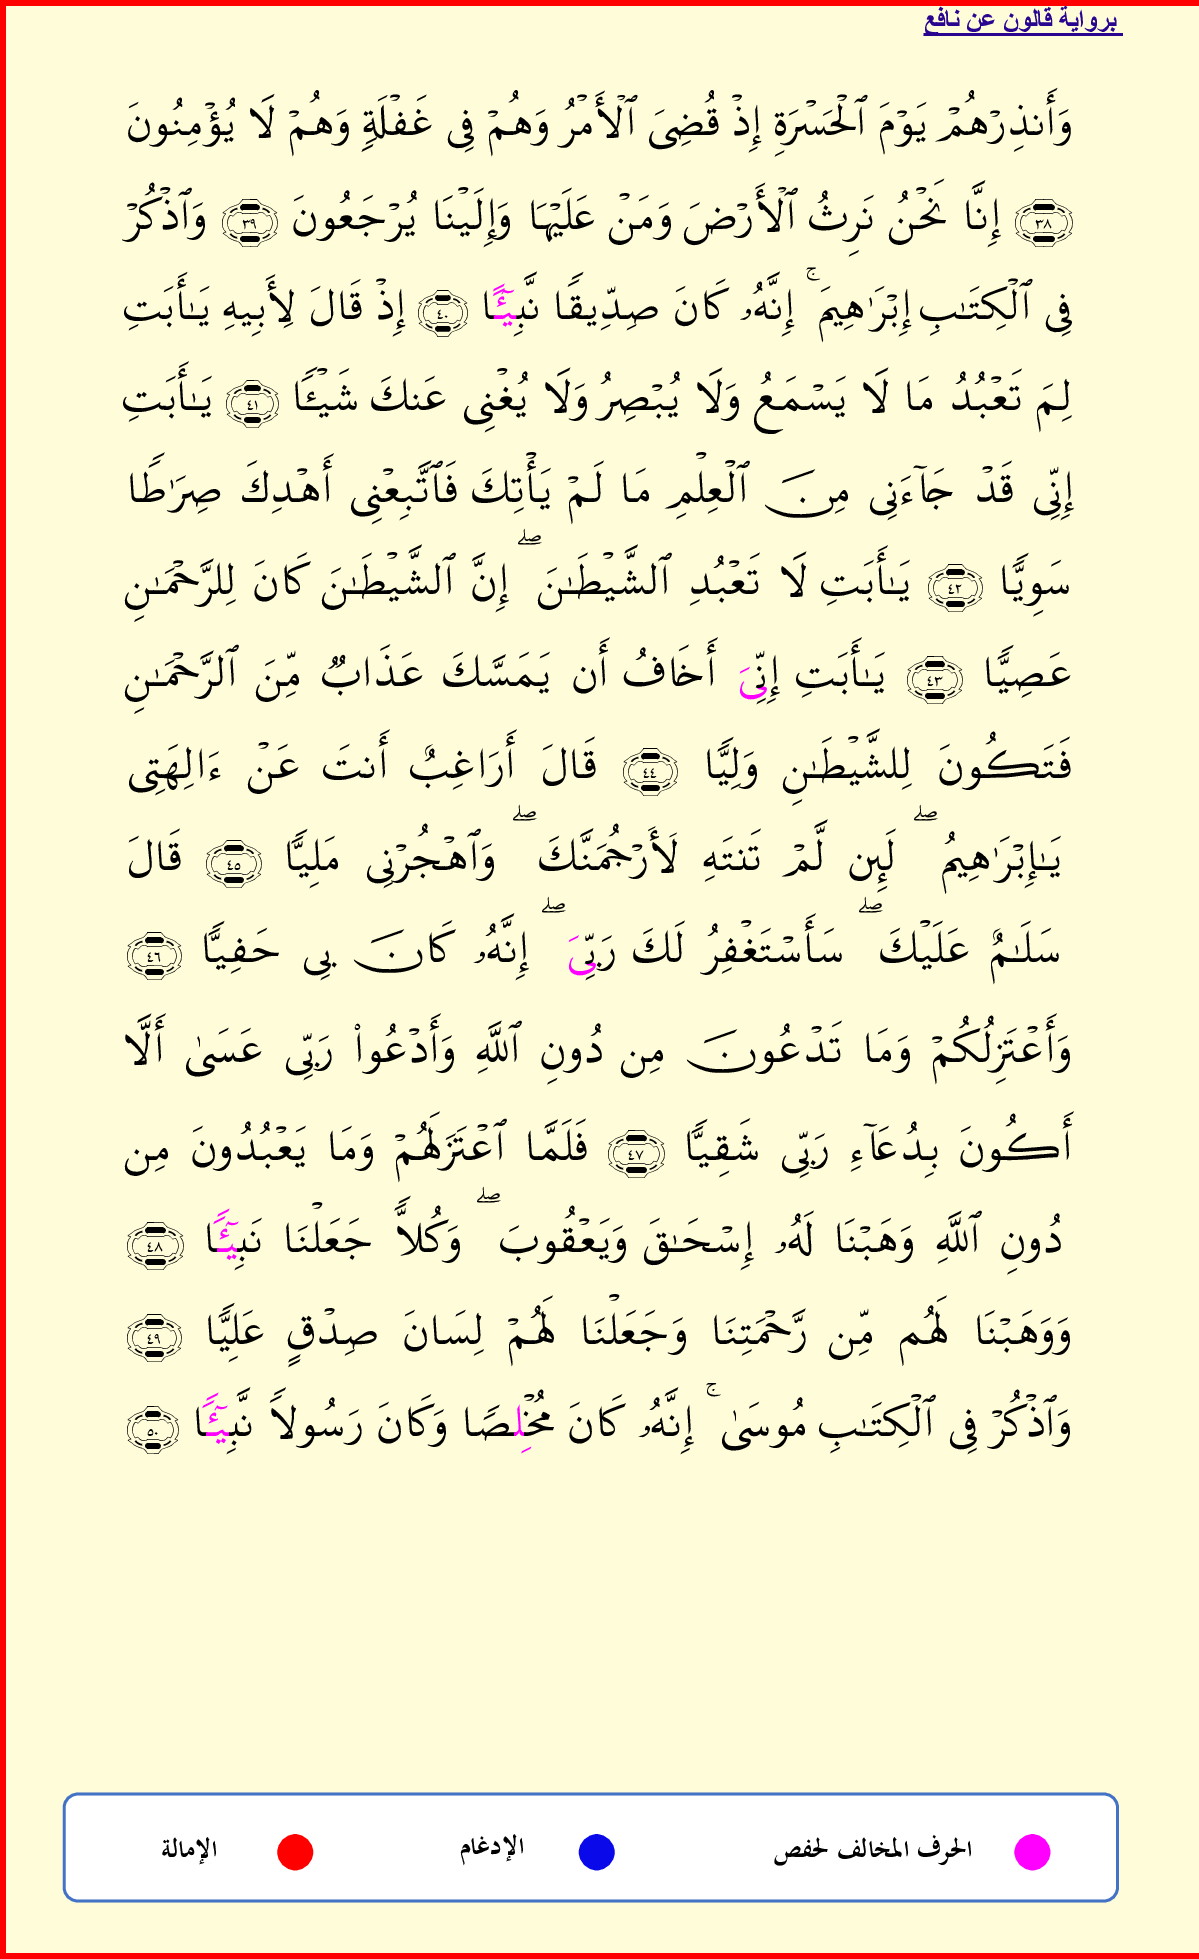 برواية قالون عن نافع
وَأَنذِرۡهُمۡ يَوۡمَ ٱلۡحَسۡرَةِ إِذۡ قُضِيَ ٱلۡأَمۡرُ وَهُمۡ فِي غَفۡلَةٖ وَهُمۡ لَا يُؤۡمِنُونَ
٣٨ إِنَّا نَحۡنُ نَرِثُ ٱلۡأَرۡضَ وَمَنۡ عَلَيۡهَا وَإِلَيۡنَا يُرۡجَعُونَ ٣٩ وَٱذۡكُرۡ
فِي ٱلۡكِتَٰبِ إِبۡرَٰهِيمَۚ إِنَّهُۥ كَانَ صِدِّيقٗا نَّبِيٓـٔٗا ٤٠ إِذۡ قَالَ لِأَبِيهِ يَٰٓأَبَتِ
لِمَ تَعۡبُدُ مَا لَا يَسۡمَعُ وَلَا يُبۡصِرُ وَلَا يُغۡنِي عَنكَ شَيۡـٔٗا ٤١ يَٰٓأَبَتِ
إِنِّي قَدۡ جَآءَنِي مِنَ ٱلۡعِلۡمِ مَا لَمۡ يَأۡتِكَ فَٱتَّبِعۡنِي أَهۡدِكَ صِرَٰطٗا
سَوِيّٗا ٤٢ يَٰٓأَبَتِ لَا تَعۡبُدِ ٱلشَّيۡطَٰنَۖ إِنَّ ٱلشَّيۡطَٰنَ كَانَ لِلرَّحۡمَٰنِ
عَصِيّٗا ٤٣ يَٰٓأَبَتِ إِنِّيَ أَخَافُ أَن يَمَسَّكَ عَذَابٞ مِّنَ ٱلرَّحۡمَٰنِ
فَتَكُونَ لِلشَّيۡطَٰنِ وَلِيّٗا ٤٤ قَالَ أَرَاغِبٌ أَنتَ عَنۡ ءَالِهَتِي
يَٰٓإِبۡرَٰهِيمُۖ لَئِن لَّمۡ تَنتَهِ لَأَرۡجُمَنَّكَۖ وَٱهۡجُرۡنِي مَلِيّٗا ٤٥ قَالَ
سَلَٰمٌ عَلَيۡكَۖ سَأَسۡتَغۡفِرُ لَكَ رَبِّيَۖ إِنَّهُۥ كَانَ بِي حَفِيّٗا ٤٦
وَأَعۡتَزِلُكُمۡ وَمَا تَدۡعُونَ مِن دُونِ ٱللَّهِ وَأَدۡعُواْ رَبِّي عَسَىٰٓ أَلَّآ
أَكُونَ بِدُعَآءِ رَبِّي شَقِيّٗا ٤٧ فَلَمَّا ٱعۡتَزَلَهُمۡ وَمَا يَعۡبُدُونَ مِن
دُونِ ٱللَّهِ وَهَبۡنَا لَهُۥٓ إِسۡحَٰقَ وَيَعۡقُوبَۖ وَكُلّٗا جَعَلۡنَا نَبِيٓـٔٗا ٤٨
وَوَهَبۡنَا لَهُم مِّن رَّحۡمَتِنَا وَجَعَلۡنَا لَهُمۡ لِسَانَ صِدۡقٍ عَلِيّٗا ٤٩
وَٱذۡكُرۡ فِي ٱلۡكِتَٰبِ مُوسَىٰٓۚ إِنَّهُۥ كَانَ مُخۡلِصٗا وَكَانَ رَسُولٗا نَّبِيٓـٔٗا ٥٠
الحرف المخالف لحفص الإدغام الإمالة